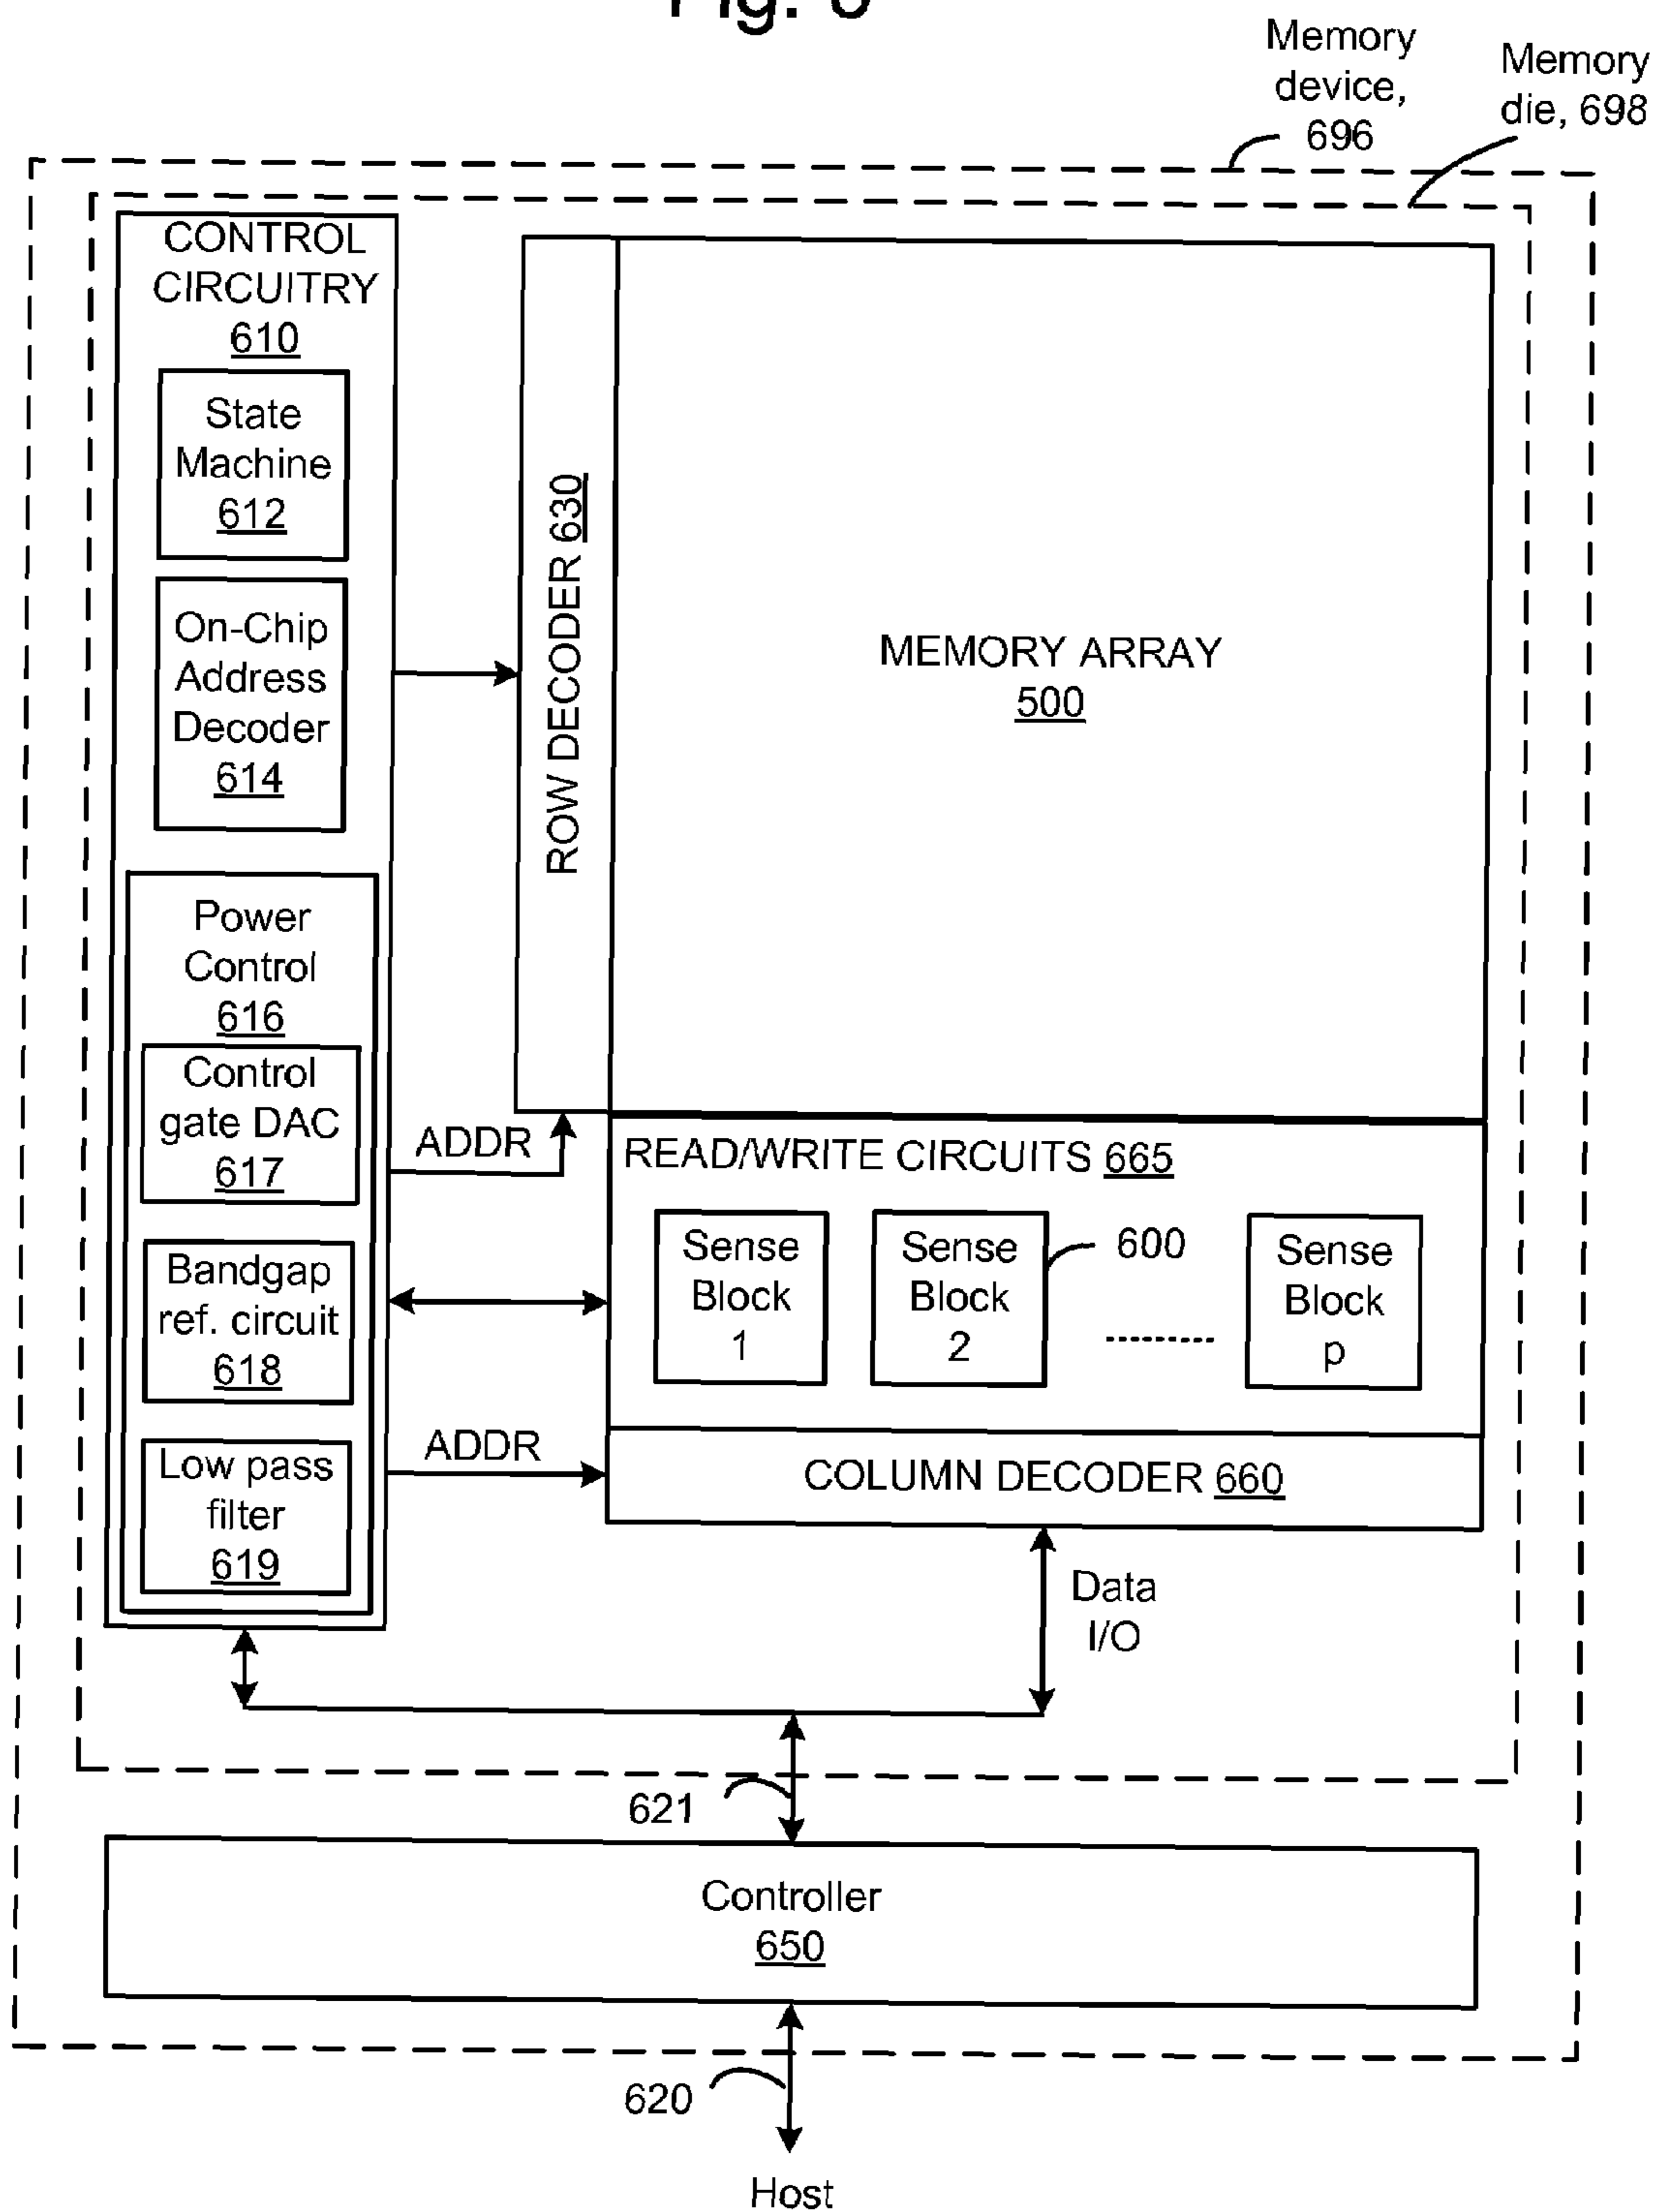 Memory
device,
696
Memory
die, 698
CONTROL
CIRCUITRY
610
State
Machine
612
On-Chip
Address
Decoder
614
Power
Control
616
Control
gate DAC
617
Bandgap
ref. circuit
618
Low pass
filter
619
ROW DECODER 630
MEMORY ARRAY
500
ADDR
READ/WRITE CIRCUITS 665
Sense
Block
1
Sense
Block
2
600
Sense
Block
p
ADDR
COLUMN DECODER 660
Data
I/O
621
Controller
650
620
Host